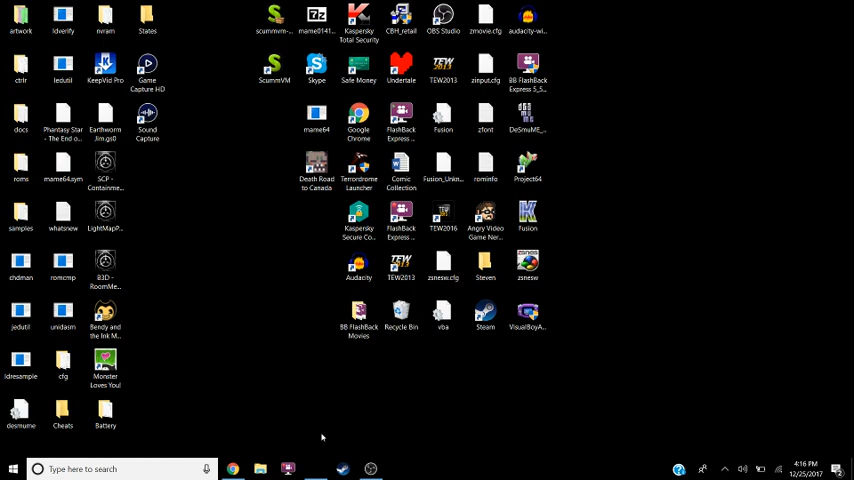 artwork
ldverify
nvram
States
scummvm-...
mame0141...
Kaspersky
Total Security
CBH_retail
OBS Studio
zmovie.cfg
audacity-wi...
ctrlr
ledutil
KeepVid Pro
Game
Capture HD
ScummVM
Skype
Safe Money
Undertale
TEW2013
zinput.cfg
BB FlashBack
Express 5_5...
docs
Phantasy Star
- The End o...
Earthworm
Jim.gs0
Sound
Capture
mame64
Google
Chrome
FlashBack
Express ...
Fusion
zfont
DeSmuME_...
roms
mame64.sym
SCP -
Containme...
Death Road
to Canada
Terrordrome
Launcher
Comic
Collection
Fusion_Unkn...
rominfo
Project64
samples
whatsnew
LightMapP...
Kaspersky
Secure Co...
FlashBack
Express ...
TEW2016
Angry Video
Game Ner...
Fusion
chdman
romcmp
B3D -
RoomMe...
Audacity
TEW2013
zsnesw.cfg
Steven
zsnesw
jedutil
unidasm
Bendy and
the Ink M...
BB FlashBack
Movies
Recycle Bin
vba
Steam
VisualBoyA...
ldresample
cfg
Monster
Loves You!
desmume
Cheats
Battery
Type here to search
4:16 PM
12/25/2017